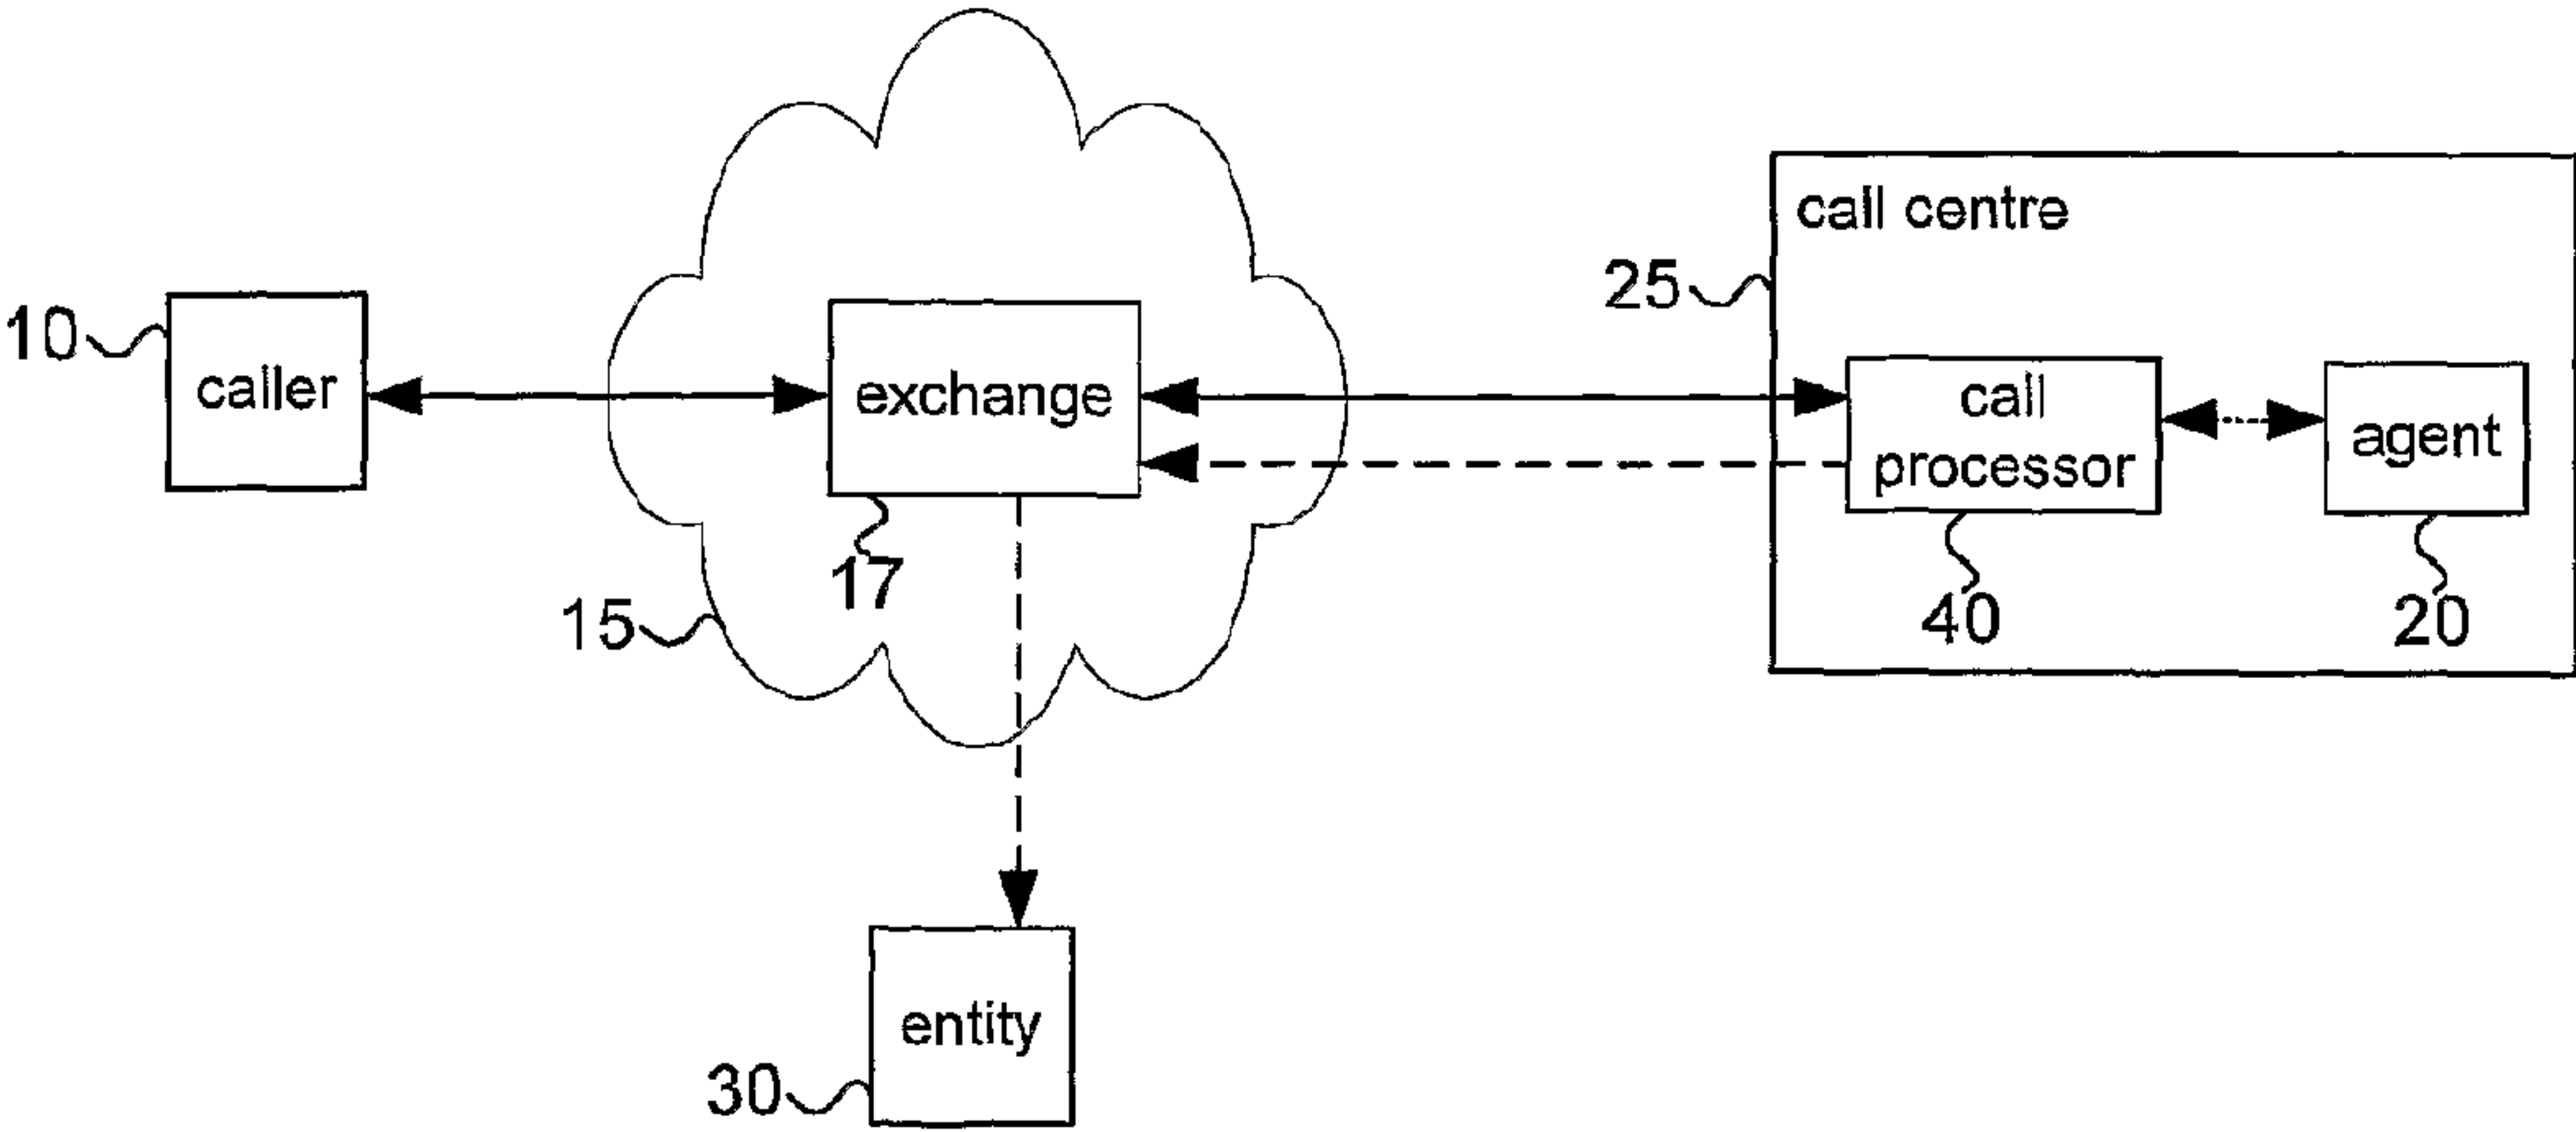 call centre
25
10
caller
exchange
call
processor
agent
17
15
40
20
entity
30